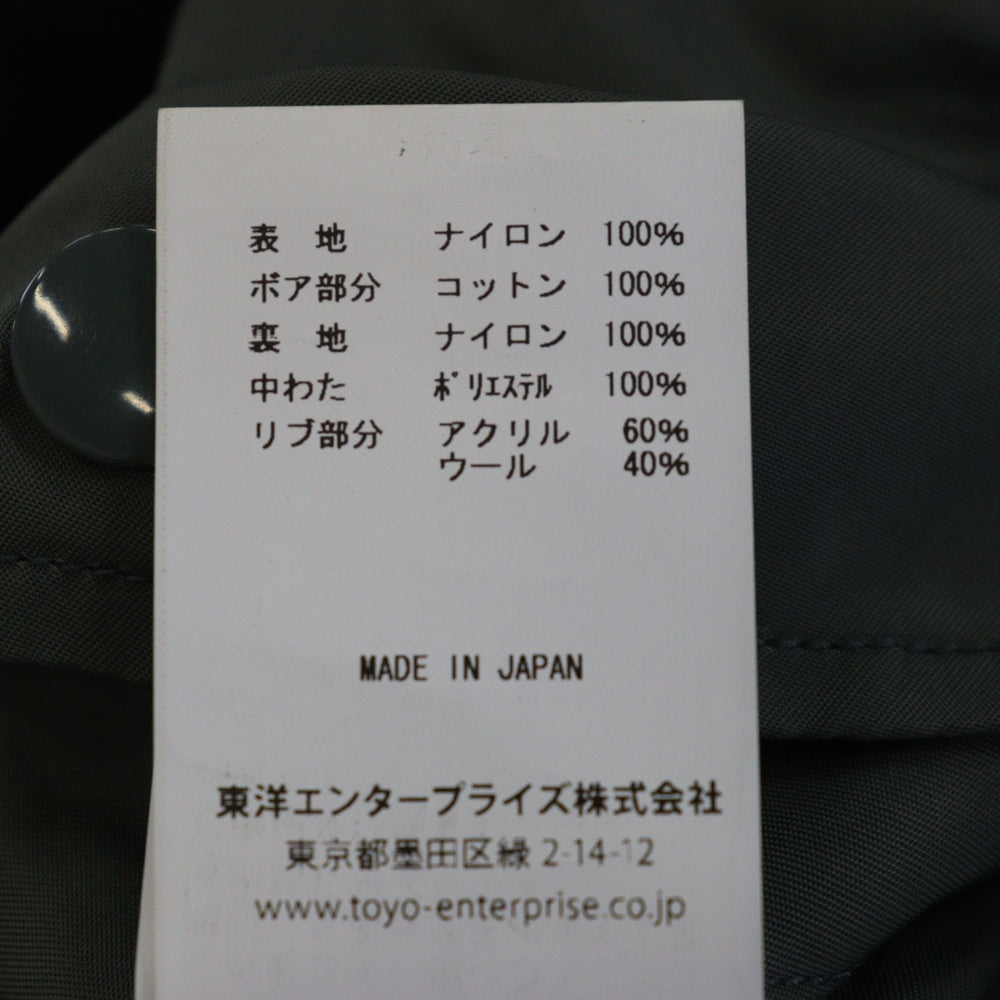 表　地　ナイロン　100%
ボア部分　コットン　100%
裏　地　ナイロン　100%
中わた　ﾎﾟﾘｴｽﾃﾙ　100%
リブ部分　アクリル　60%
ウール　40%
MADE IN JAPAN
東洋エンタープライズ株式会社
東京都墨田区緑 2-14-12
www.toyo-enterprise.co.jp